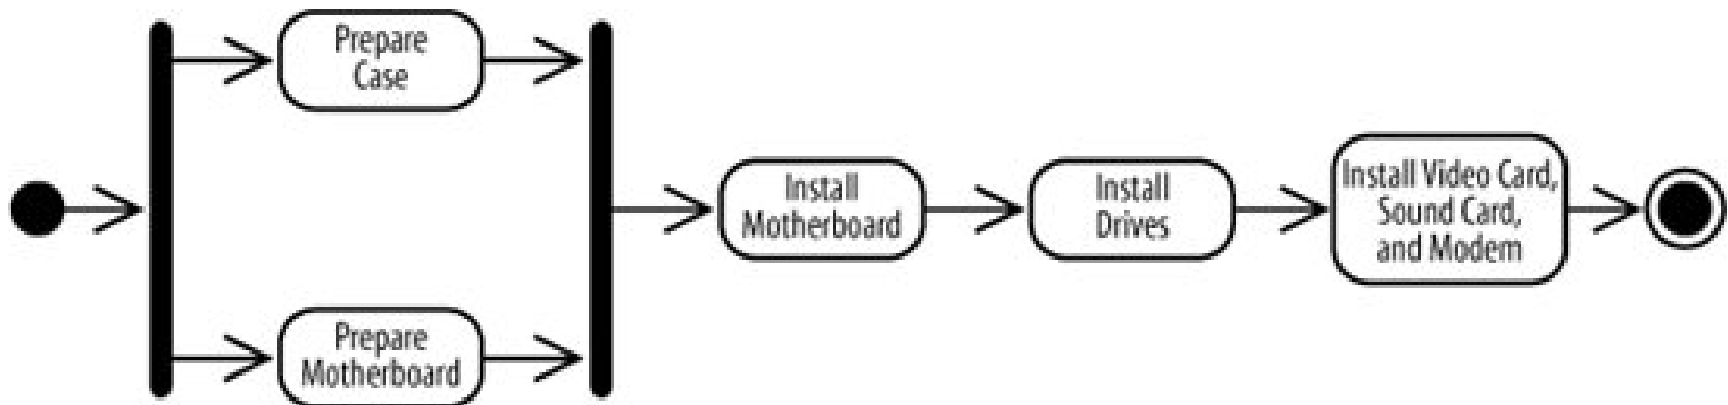 Prepare
Case
Prepare
Motherboard
Install
Motherboard
Install
Drives
Install Video Card,
Sound Card,
and Modem